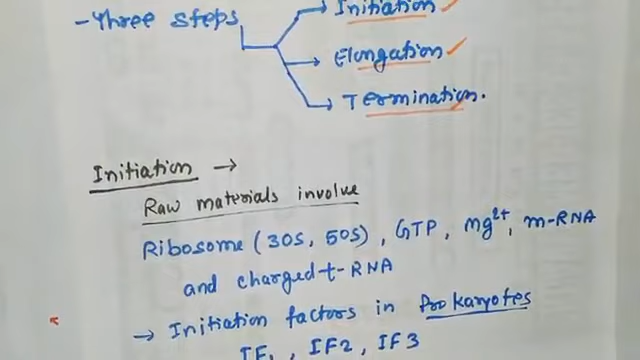 - Three steps
Initiation ✓
Elongation ✓
Termination.
Initiation →
Raw materials involve
Ribosome (30S, 50S), GTP, Mg²⁺, m-RNA
and charged t-RNA
→ Initiation factors in Prokaryotes
IF₁, IF2, IF3